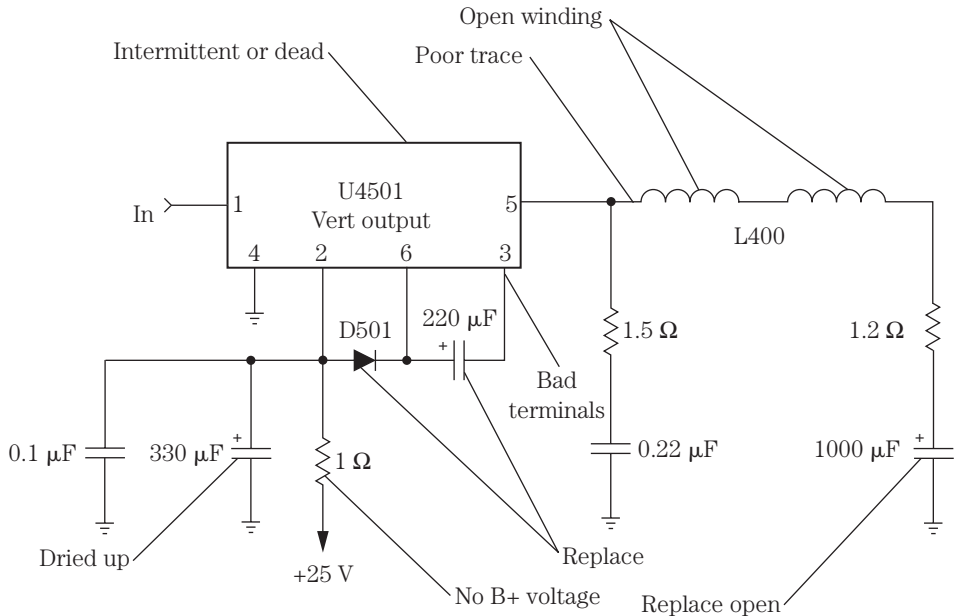 Open winding
Intermittent or dead
Poor trace
U4501
Vert output
In
1
5
4
2
6
3
L400
D501
220 μF
+
1.5 Ω
1.2 Ω
Bad
terminals
0.1 μF
330 μF
+
1 Ω
0.22 μF
1000 μF
+
Dried up
+25 V
Replace
No B+ voltage
Replace open